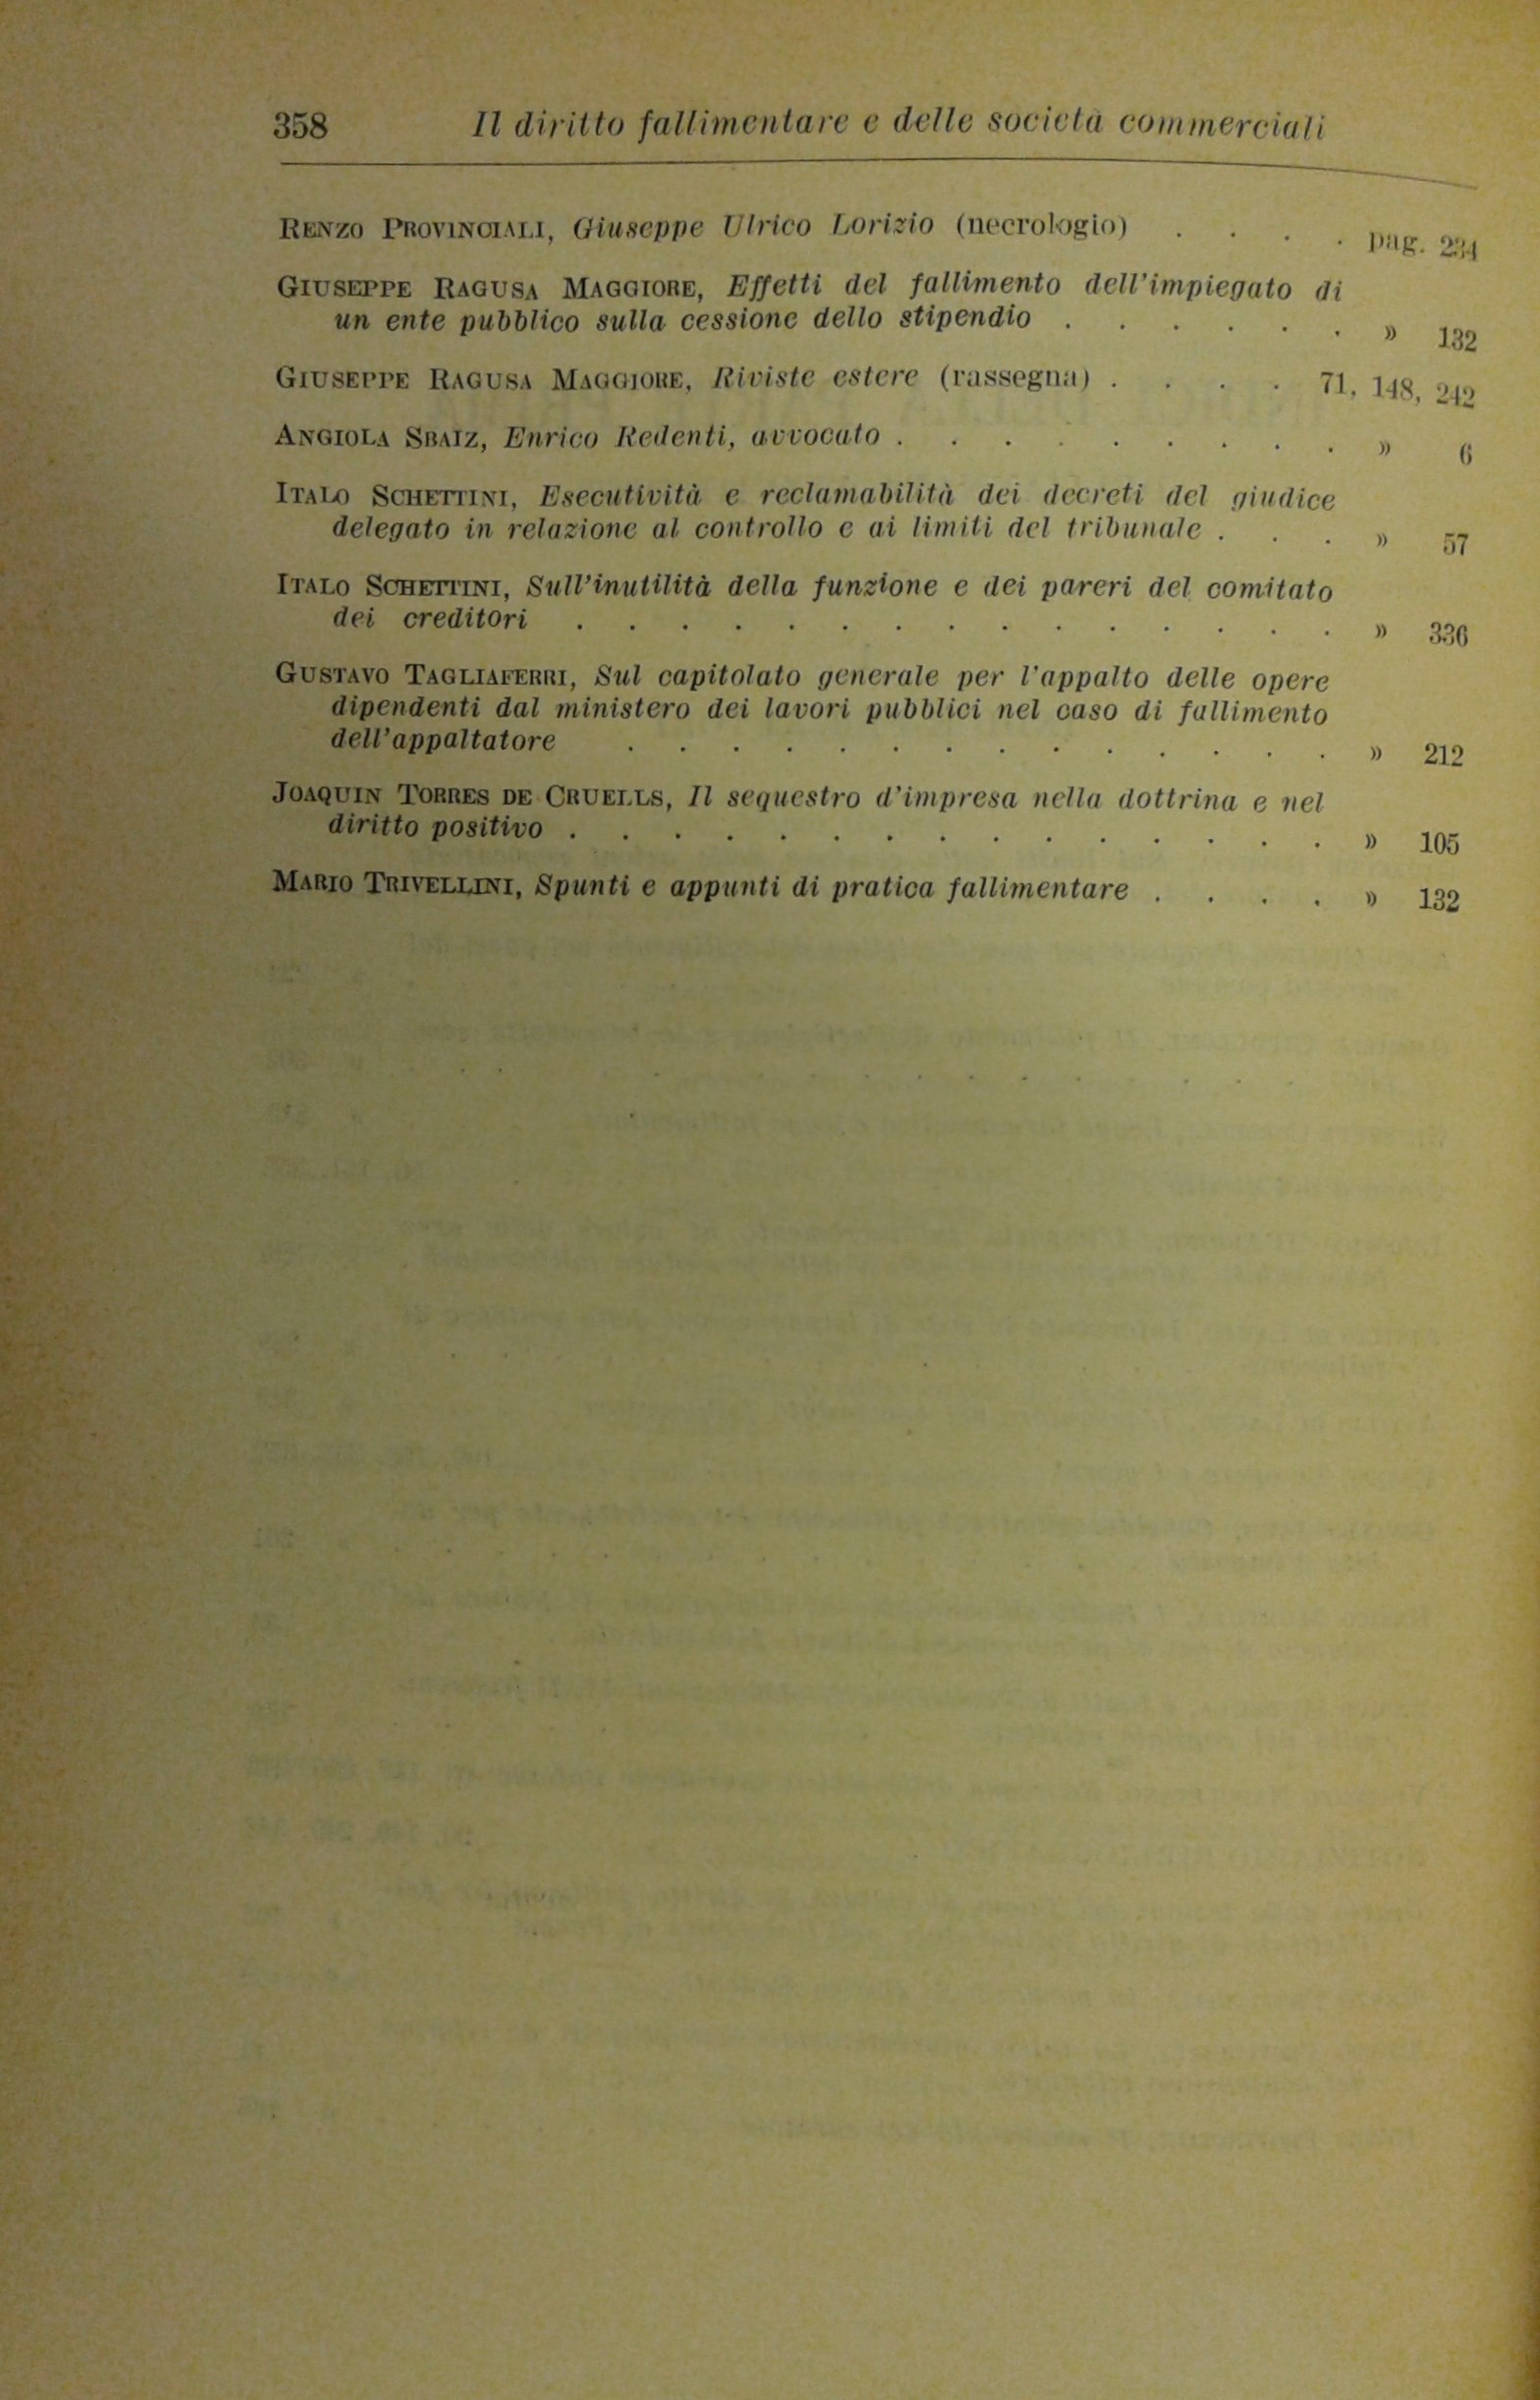 358 Il diritto fallimentare e delle società commerciali
RENZO PROVINCIALI, Giuseppe Ulrico Lorizio (necrologio) . . . . pag. 234
GIUSEPPE RAGUSA MAGGIORE, Effetti del fallimento dell'impiegato di
un ente pubblico sulla cessione dello stipendio . . . . . . » 132
GIUSEPPE RAGUSA MAGGIORE, Riviste estere (rassegna) . . . . 71, 148, 242
ANGIOLA SBAIZ, Enrico Redenti, avvocato . . . . . . . . . » 6
ITALO SCHETTINI, Esecutività e reclamabilità dei decreti del giudice
delegato in relazione al controllo e ai limiti del tribunale . . . » 57
ITALO SCHETTINI, Sull'inutilità della funzione e dei pareri del comitato
dei creditori . . . . . . . . . . . . . . . » 336
GUSTAVO TAGLIAFERRI, Sul capitolato generale per l'appalto delle opere
dipendenti dal ministero dei lavori pubblici nel caso di fallimento
dell'appaltatore . . . . . . . . . . . . . . » 212
JOAQUIN TORRES DE CRUELLS, Il sequestro d'impresa nella dottrina e nel
diritto positivo . . . . . . . . . . . . . . . » 105
MARIO TRIVELLINI, Spunti e appunti di pratica fallimentare . . . . » 132